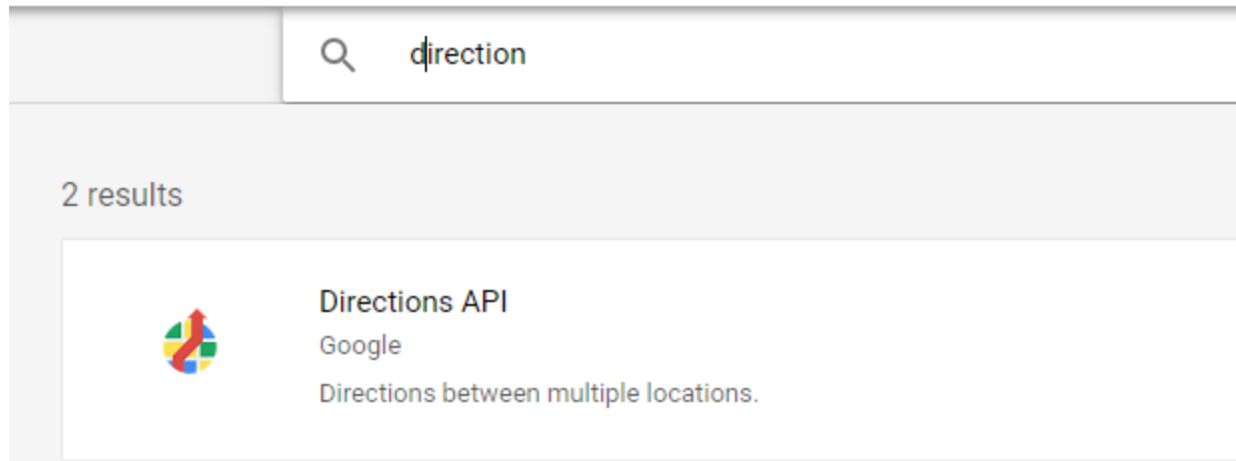 direction
2 results
Directions API
Google
Directions between multiple locations.